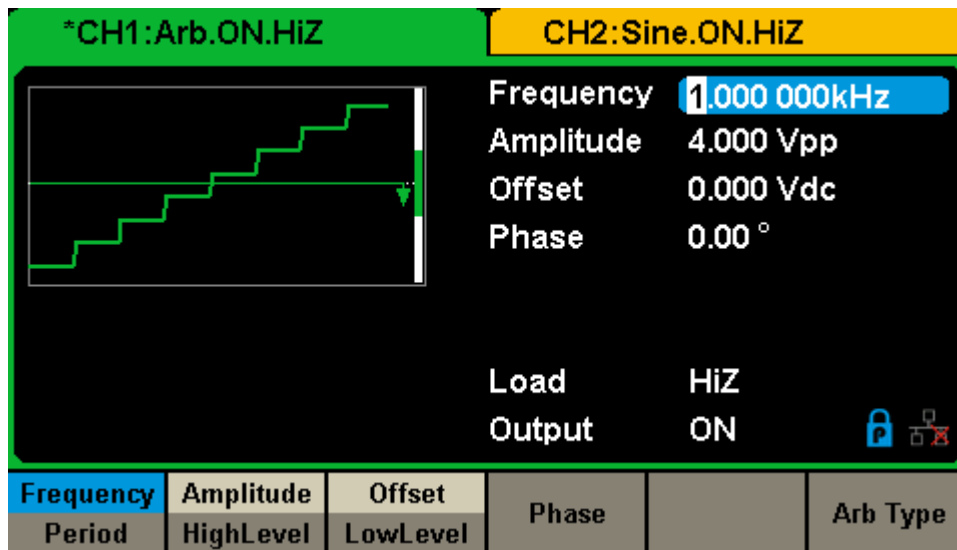 *CH1:Arb.ON.HiZ
CH2:Sine.ON.HiZ
Frequency 1.000 000kHz
Amplitude 4.000 Vpp
Offset 0.000 Vdc
Phase 0.00 °
Load HiZ
Output ON
P
Frequency Amplitude Offset Phase Arb Type
Period HighLevel LowLevel